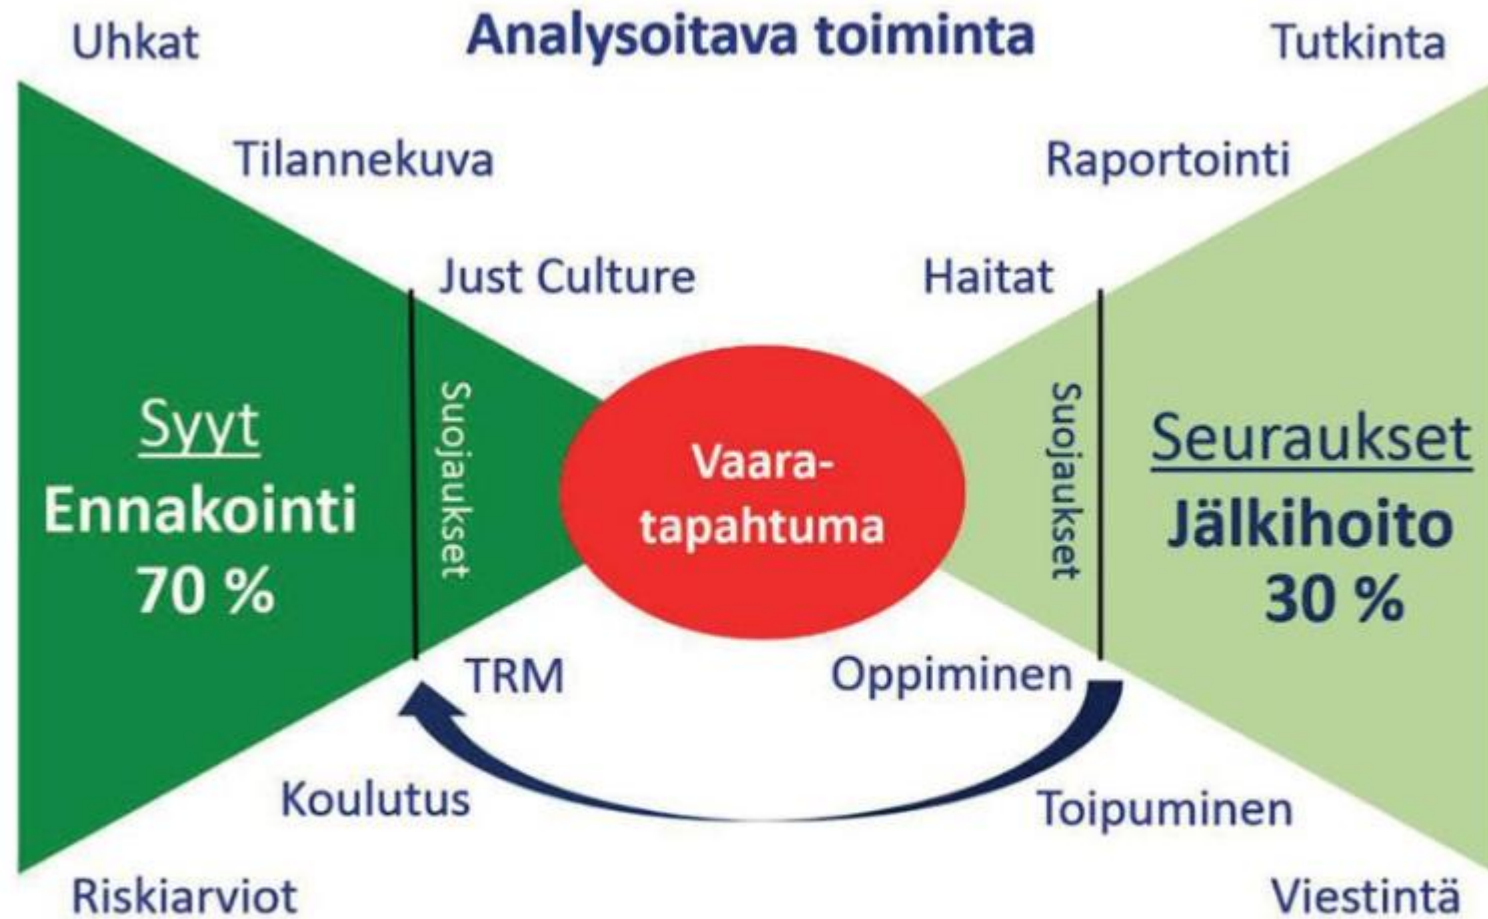 Analysoitava toiminta
Uhkat
Tutkinta
Tilannekuva
Raportointi
Just Culture
Haitat
Syyt
Ennakointi
70 %
Suojaukset
Vaara-
tapahtuma
Suojaukset
Seuraukset
Jälkihoito
30 %
TRM
Oppiminen
Koulutus
Toipuminen
Riskiarviot
Viestintä